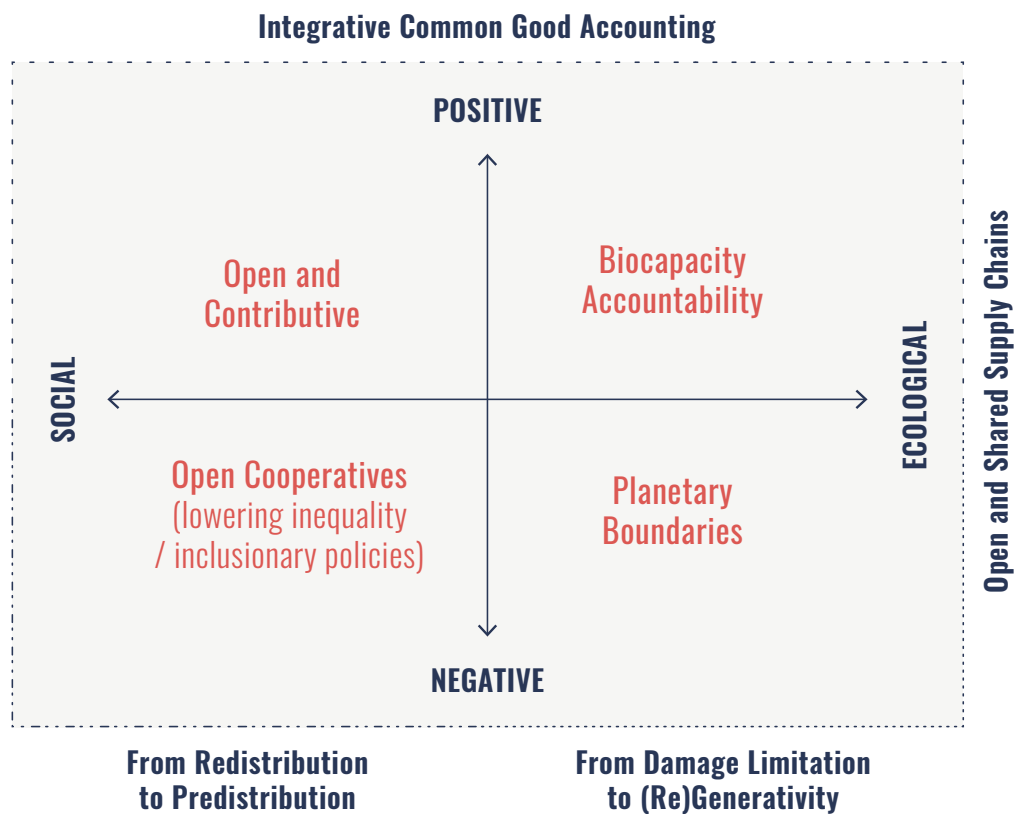 Integrative Common Good Accounting
POSITIVE
Open and
Contributive
Biocapacity
Accountability
SOCIAL
ECOLOGICAL
Open and Shared Supply Chains
Open Cooperatives
(lowering inequality
/ inclusionary policies)
Planetary
Boundaries
NEGATIVE
From Redistribution
to Predistribution
From Damage Limitation
to (Re)Generativity